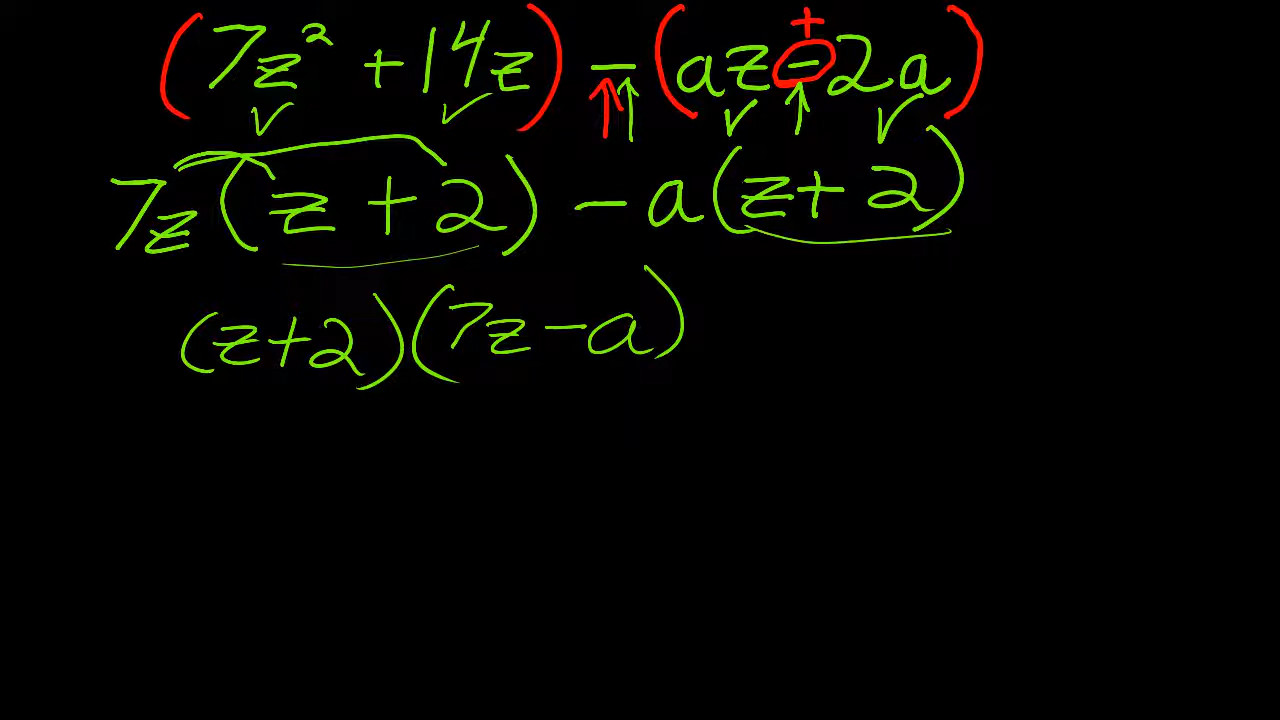 +
(7z² + 14z) - (az - 2a)
7z(z + 2) - a(z + 2)
(z+2)(7z-a)